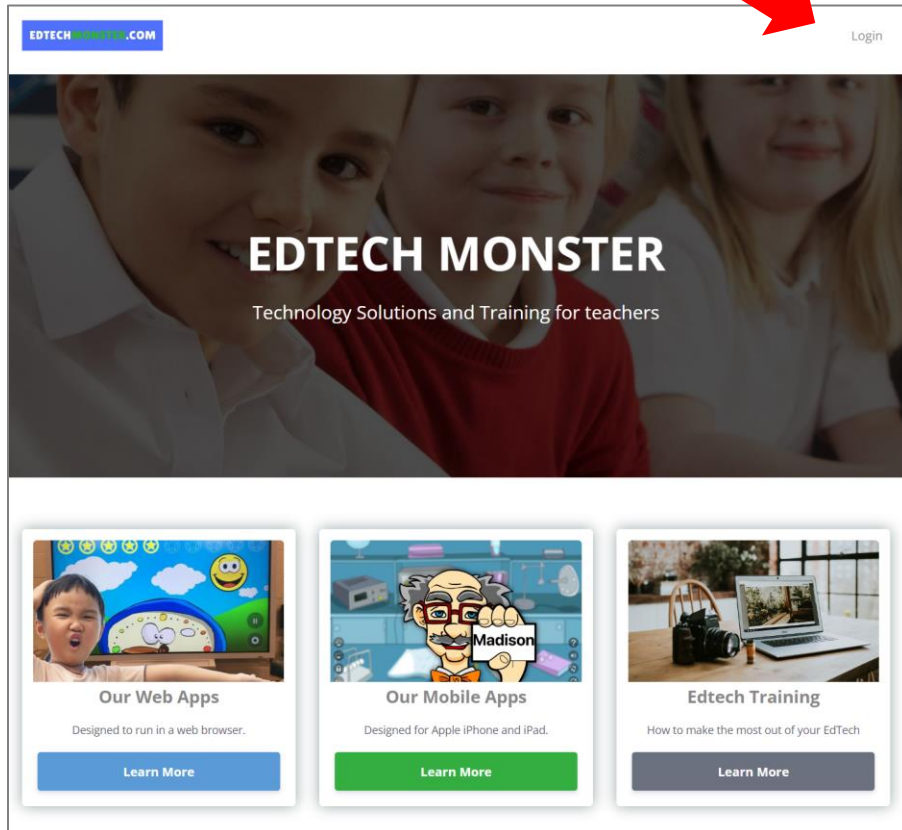 EDTECHMONSTER.COM
Login
EDTECH MONSTER
Technology Solutions and Training for teachers
Madison
Our Web Apps
Our Mobile Apps
Edtech Training
Designed to run in a web browser.
Designed for Apple iPhone and iPad.
How to make the most out of your EdTech
Learn More
Learn More
Learn More